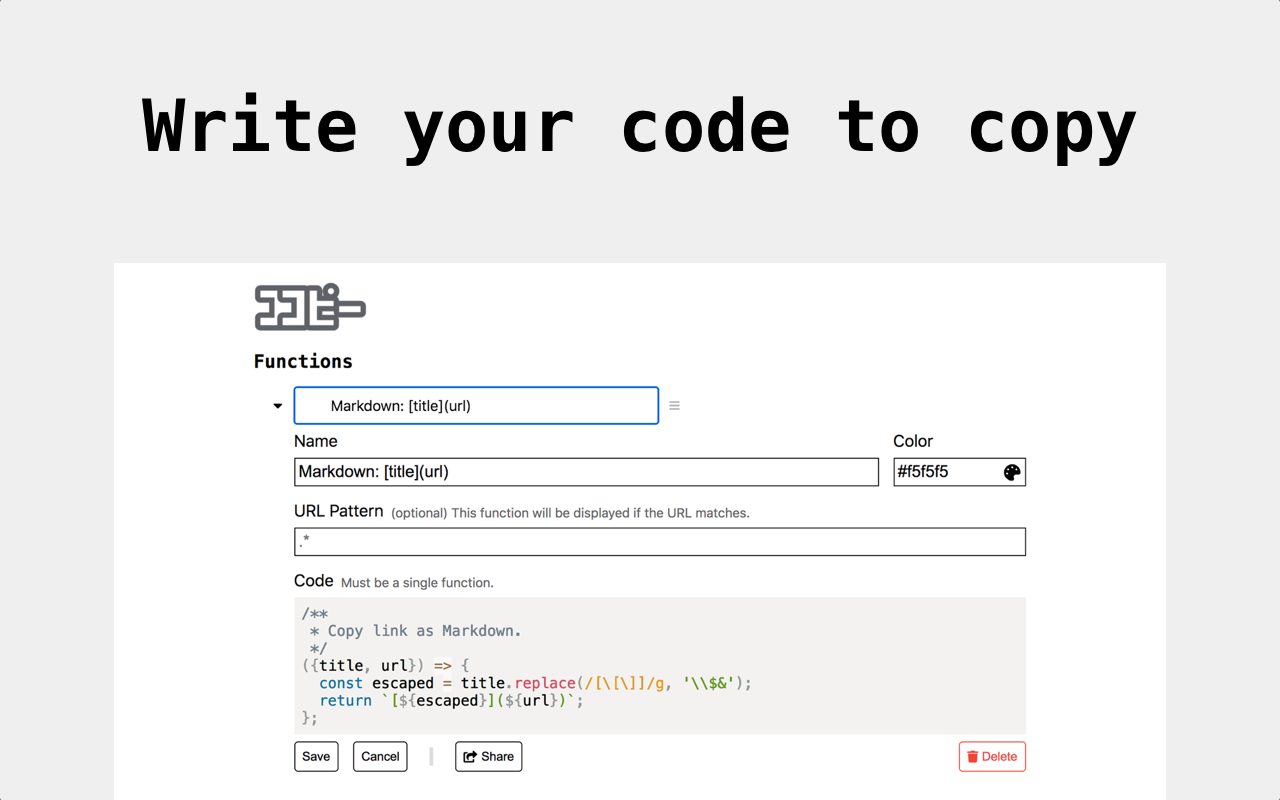 Write your code to copy
Functions
Markdown: [title](url)
Name
Color
Markdown: [title](url)
#f5f5f5
URL Pattern (optional) This function will be displayed if the URL matches.
.*
Code Must be a single function.
/**
 * Copy link as Markdown.
 */
({title, url}) => {
  const escaped = title.replace(/[\[\]]/g, '\\$&');
  return `[${escaped}](${url})`;
};
Save Cancel Share Delete